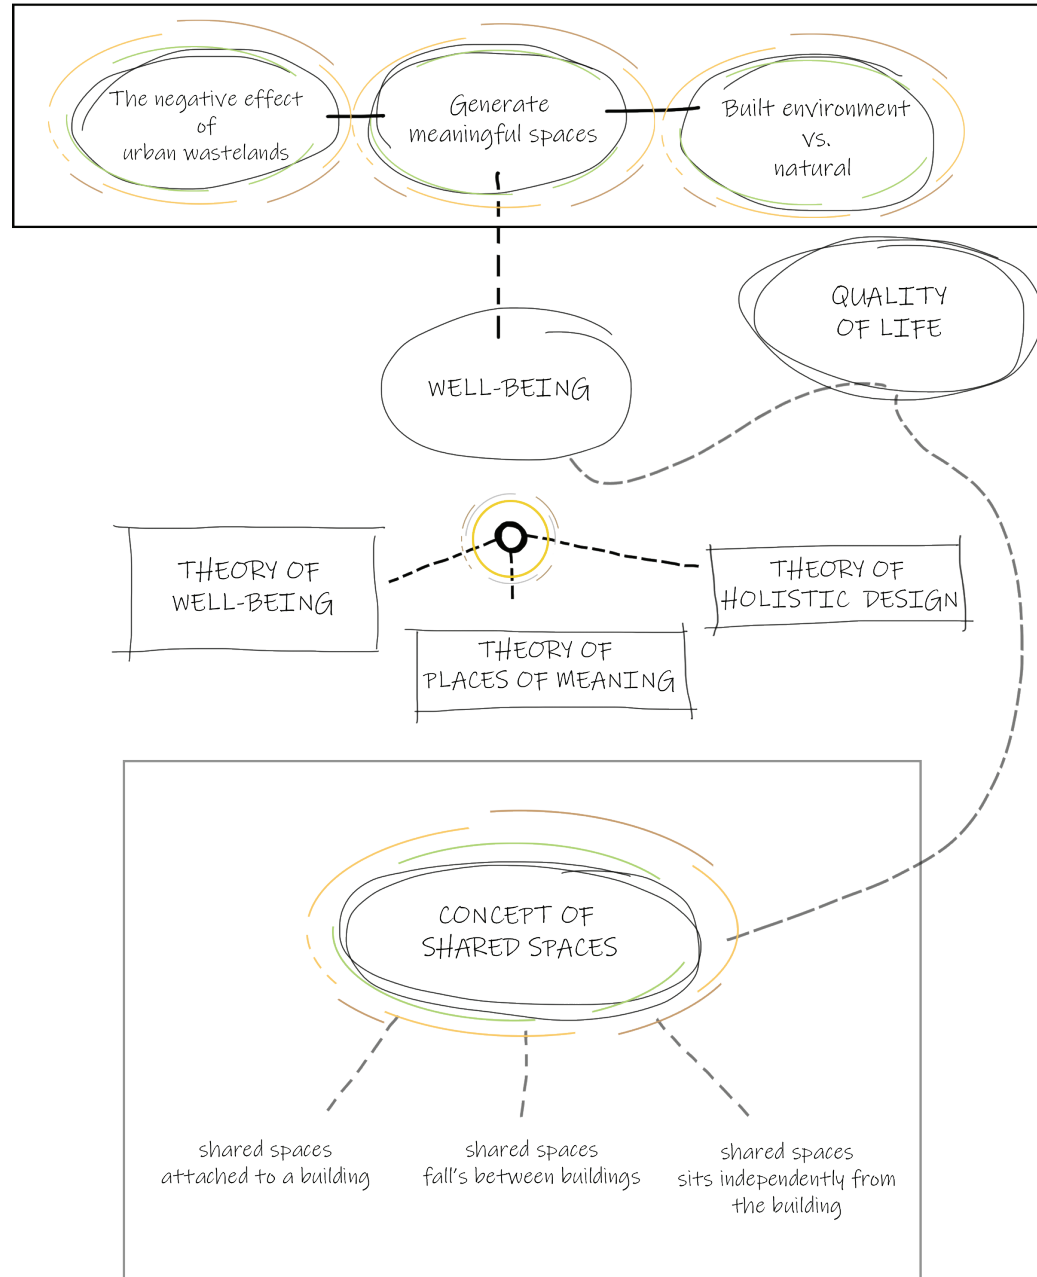 The negative effect
of
urban wastelands
Generate
meaningful spaces
Built environment
vs.
natural
QUALITY
OF LIFE
WELL-BEING
THEORY OF
WELL-BEING
THEORY OF
HOLISTIC DESIGN
THEORY OF
PLACES OF MEANING
CONCEPT OF
SHARED SPACES
shared spaces
attached to a building
shared spaces
fall's between buildings
shared spaces
sits independently from
the building